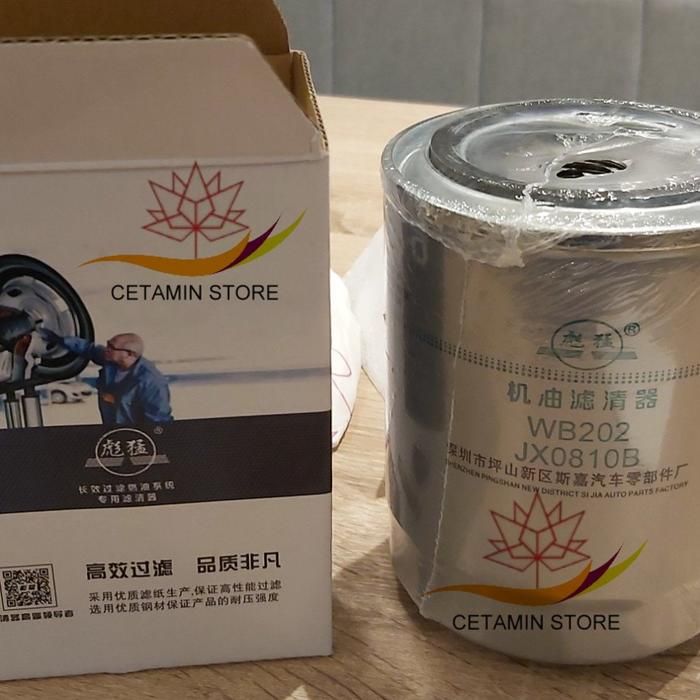 CETAMIN STORE
彪猛®
长效过滤燃油系统
专用滤清器
高效过滤 品质非凡
采用优质滤纸生产,保证高性能过滤
选用优质钢材保证产品的耐压强度
彪猛®
机油滤清器
WB202
JX0810B
深圳市坪山新区斯嘉汽车零部件厂
SHENZHEN PINGSHAN NEW DISTRICT SI JIA AUTO PARTS FACTORY
CETAMIN STORE